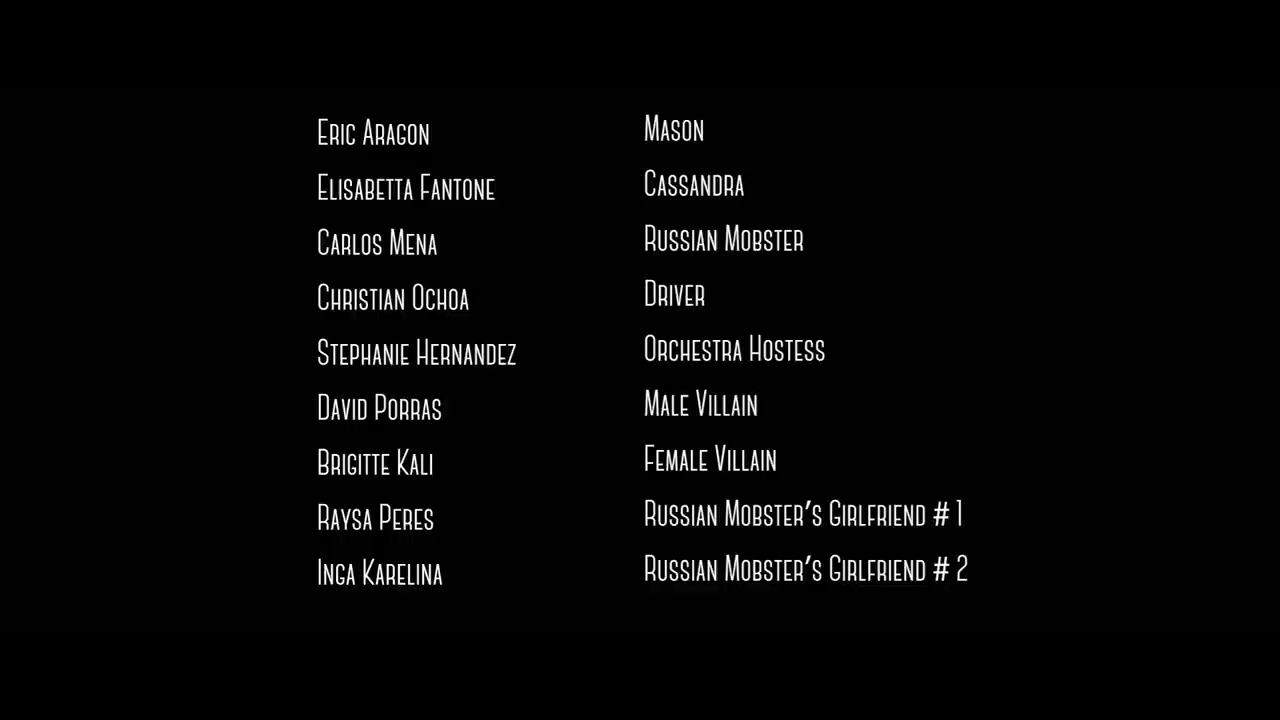 Eric Aragon Mason
Elisabetta Fantone Cassandra
Carlos Mena Russian Mobster
Christian Ochoa Driver
Stephanie Hernandez Orchestra Hostess
David Porras Male Villain
Brigitte Kali Female Villain
Raysa Peres Russian Mobster's Girlfriend # 1
Inga Karelina Russian Mobster's Girlfriend # 2